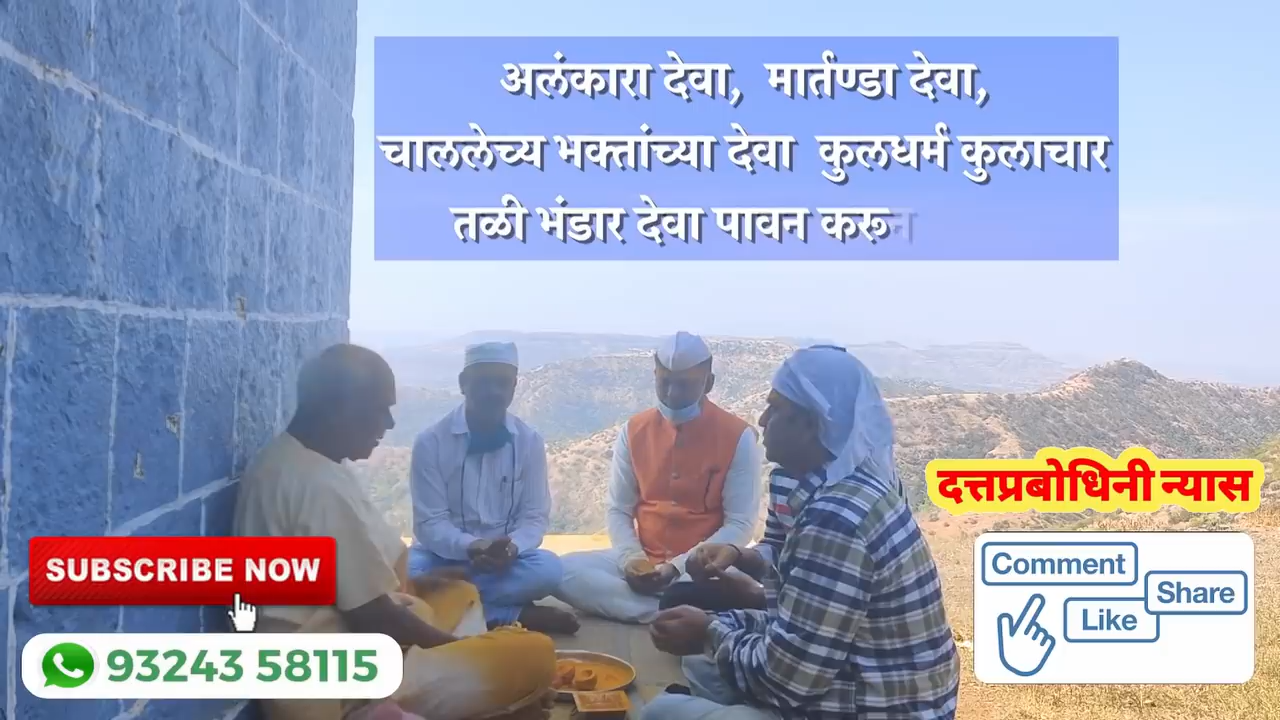 अलंकारा देवा,  मार्तण्डा देवा,
चाललेच्य भक्तांच्या देवा  कुलधर्म कुलाचार
तळी भंडार देवा पावन करून
दत्तप्रबोधिनी न्यास
SUBSCRIBE NOW
93243 58115
Comment
Share
Like